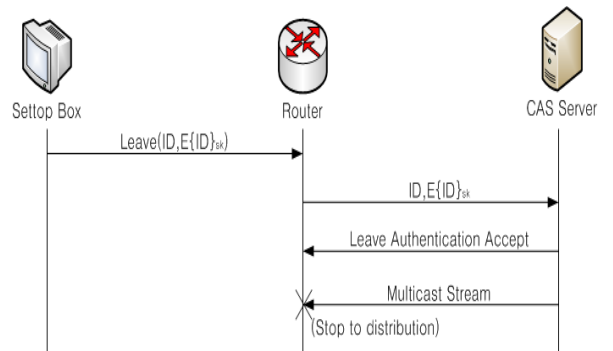 Settop Box
Router
CAS Server
Leave(ID,E{ID}sk)
ID,E{ID}sk
Leave Authentication Accept
Multicast Stream
(Stop to distribution)